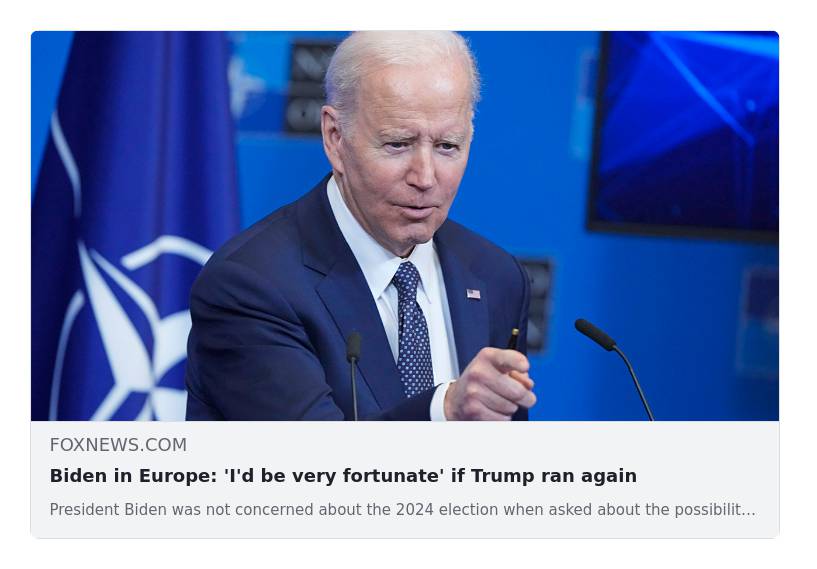 FOXNEWS.COM
Biden in Europe: 'I'd be very fortunate' if Trump ran again
President Biden was not concerned about the 2024 election when asked about the possibilit...